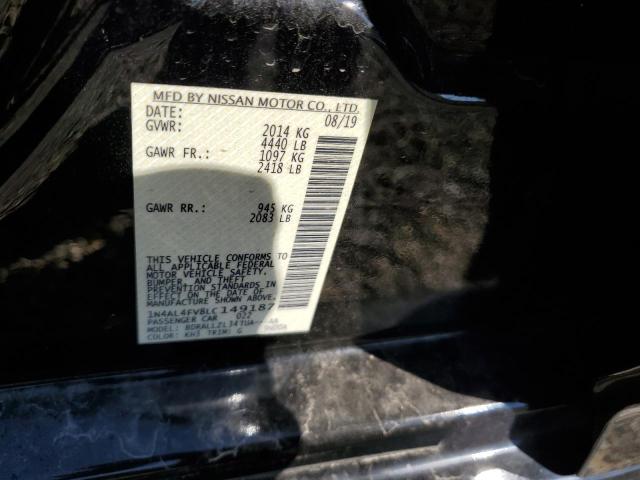 MFD BY NISSAN MOTOR CO., LTD.
DATE: 08/19
GVWR: 2014 KG
4440 LB
GAWR FR.: 1097 KG
2418 LB
GAWR RR.: 945 KG
2083 LB
THIS VEHICLE CONFORMS TO
ALL APPLICABLE FEDERAL
MOTOR VEHICLE SAFETY,
BUMPER, AND THEFT
PREVENTION STANDARDS IN
EFFECT ON THE DATE OF
MANUFACTURE SHOWN ABOVE.
1N4AL4FV8LC149187
PASSENGER CAR 022
MODEL:
COLOR: KH3 TRIM: G